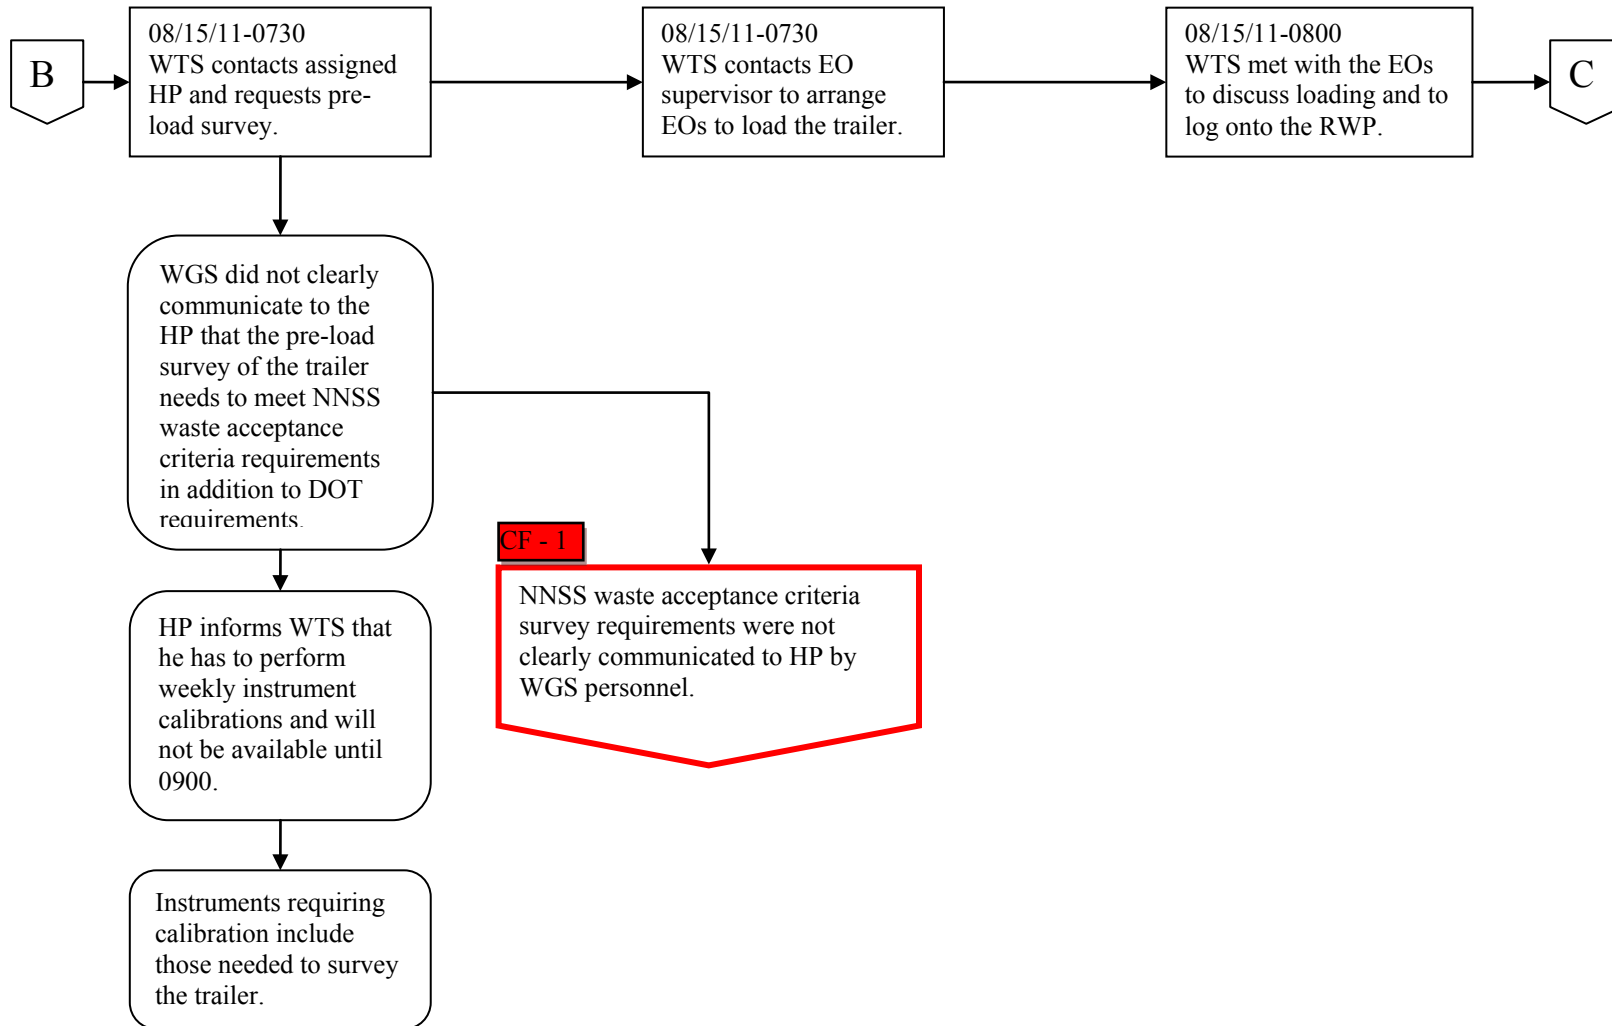 B
08/15/11-0730
WTS contacts assigned
HP and requests pre-
load survey.
08/15/11-0730
WTS contacts EO
supervisor to arrange
EOs to load the trailer.
08/15/11-0800
WTS met with the EOs
to discuss loading and to
log onto the RWP.
C
WGS did not clearly
communicate to the
HP that the pre-load
survey of the trailer
needs to meet NNSS
waste acceptance
criteria requirements
in addition to DOT
requirements.
CF - 1
NNSS waste acceptance criteria
survey requirements were not
clearly communicated to HP by
WGS personnel.
HP informs WTS that
he has to perform
weekly instrument
calibrations and will
not be available until
0900.
Instruments requiring
calibration include
those needed to survey
the trailer.